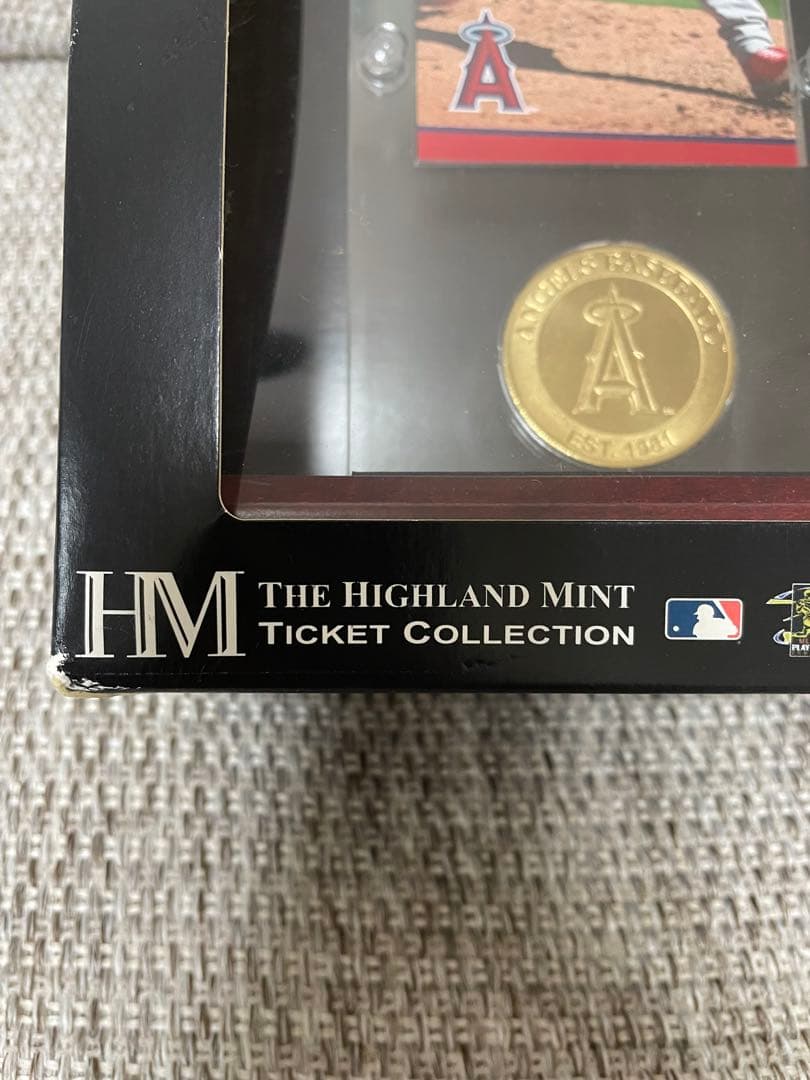 A
ANGELS BASEBALL
A
EST. 1961
HM THE HIGHLAND MINT
TICKET COLLECTION